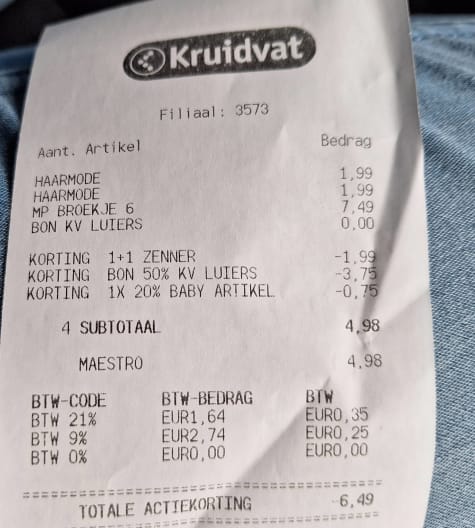 Kruidvat
Filiaal: 3573
Aant. Artikel Bedrag
HAARMODE 1,99
HAARMODE 1,99
MP BROEKJE 6 7,49
BON KV LUIERS 0,00
KORTING 1+1 ZENNER -1,99
KORTING BON 50% KV LUIERS -3,75
KORTING 1X 20% BABY ARTIKEL -0,75
4 SUBTOTAAL 4,98
MAESTRO 4,98
BTW-CODE BTW-BEDRAG BTW
BTW 21% EUR1,64 EUR0,35
BTW 9% EUR2,74 EUR0,25
BTW 0% EUR0,00 EUR0,00
TOTALE ACTIEKORTING -6,49